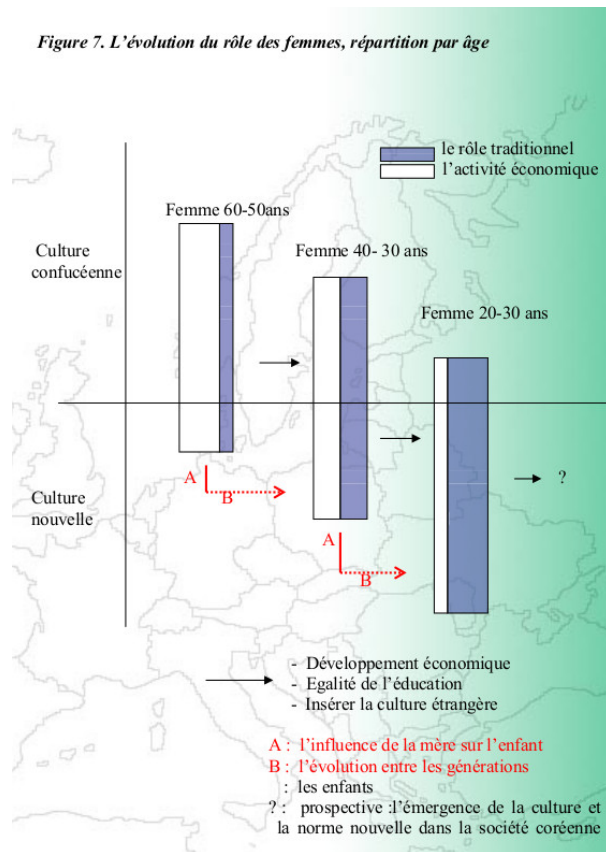 Figure 7. L'évolution du rôle des femmes, répartition par âge
le rôle traditionnel
l'activité économique
Femme 60-50ans
Culture
confucéenne
Femme 40- 30 ans
Femme 20-30 ans
A
B
?
Culture
nouvelle
A
B
- Développement économique
- Egalité de l'éducation
- Insérer la culture étrangère
A : l'influence de la mère sur l'enfant
B : l'évolution entre les générations
: les enfants
? : prospective :l'émergence de la culture et
la norme nouvelle dans la société coréenne